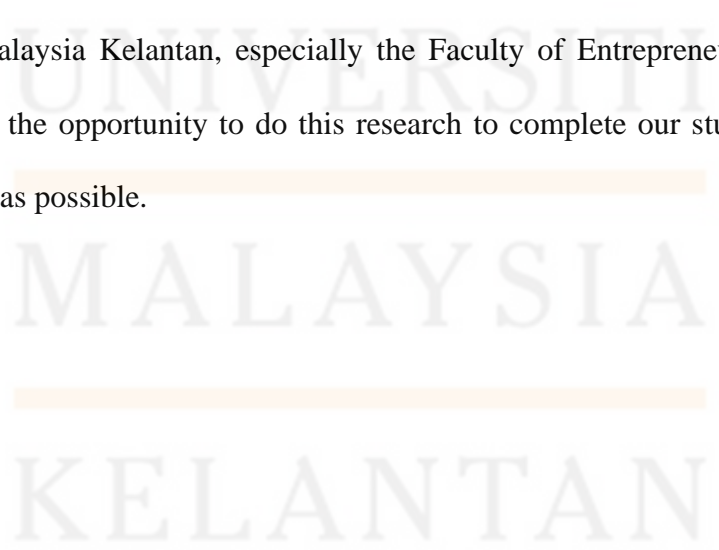 UNIVERSITI
alaysia Kelantan, especially the Faculty of Entreprene
the opportunity to do this research to complete our stu
as possible.
MALAYSIA
KELANTAN